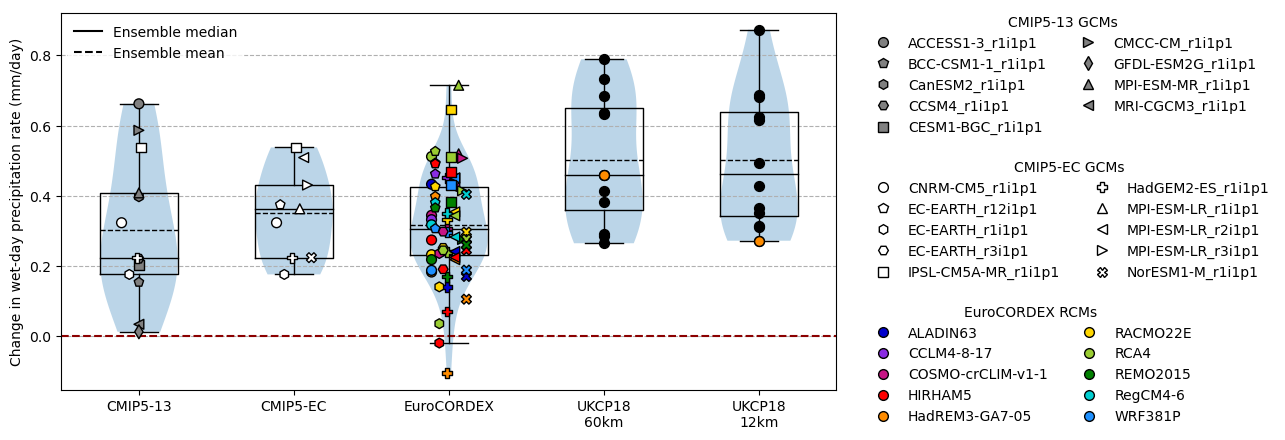 Change in wet-day precipitation rate (mm/day)
0.8
0.6
0.4
0.2
0.0
Ensemble median
Ensemble mean
CMIP5-13
CMIP5-EC
EuroCORDEX
UKCP18
60km
UKCP18
12km
CMIP5-13 GCMs
ACCESS1-3_r1i1p1
BCC-CSM1-1_r1i1p1
CanESM2_r1i1p1
CCSM4_r1i1p1
CESM1-BGC_r1i1p1
CMCC-CM_r1i1p1
GFDL-ESM2G_r1i1p1
MPI-ESM-MR_r1i1p1
MRI-CGCM3_r1i1p1
CMIP5-EC GCMs
CNRM-CM5_r1i1p1
EC-EARTH_r12i1p1
EC-EARTH_r1i1p1
EC-EARTH_r3i1p1
IPSL-CM5A-MR_r1i1p1
HadGEM2-ES_r1i1p1
MPI-ESM-LR_r1i1p1
MPI-ESM-LR_r2i1p1
MPI-ESM-LR_r3i1p1
NorESM1-M_r1i1p1
EuroCORDEX RCMs
ALADIN63
CCLM4-8-17
COSMO-crCLIM-v1-1
HIRHAM5
HadREM3-GA7-05
RACMO22E
RCA4
REMO2015
RegCM4-6
WRF381P